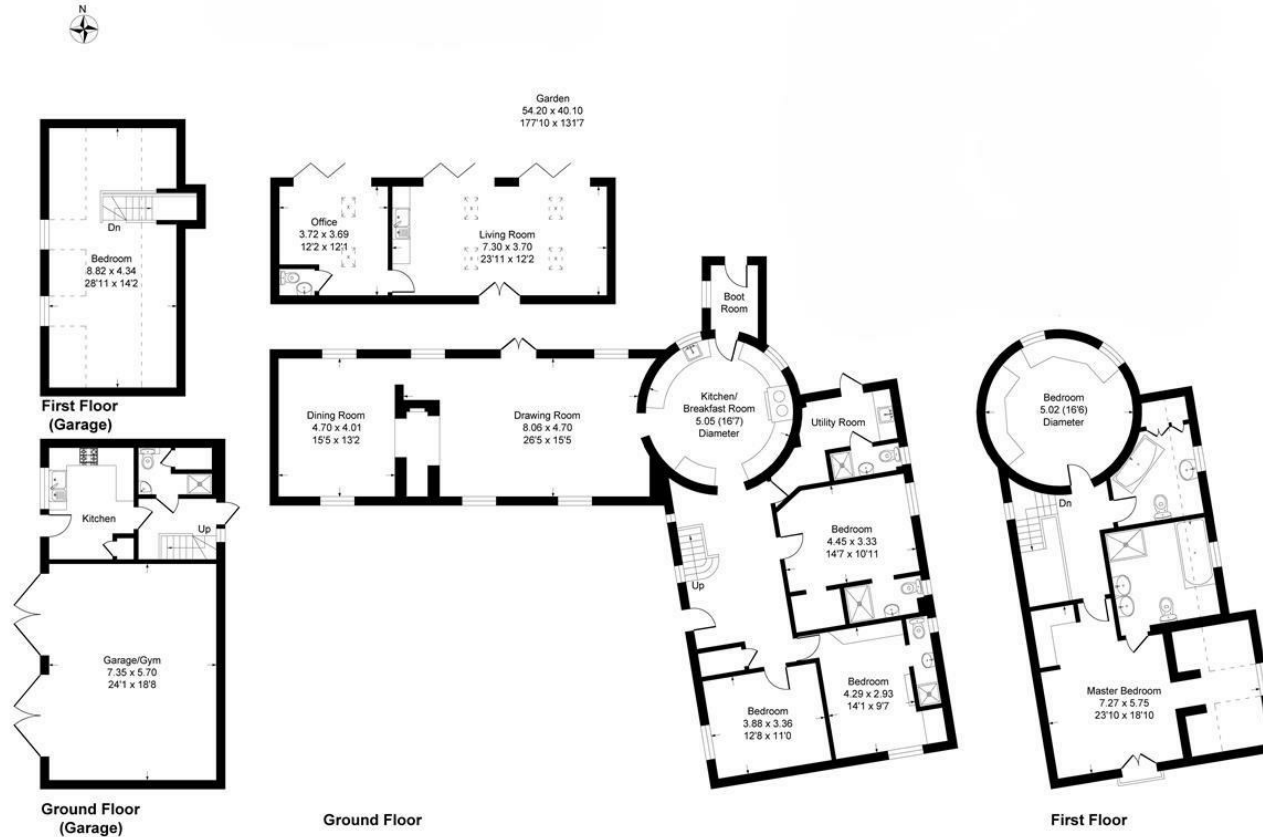 N
Garden
54.20 x 40.10
177'10 x 131'7
Dn
Bedroom
8.82 x 4.34
28'11 x 14'2
First Floor
(Garage)
Office
3.72 x 3.69
12'2 x 12'1
Living Room
7.30 x 3.70
23'11 x 12'2
Boot
Room
Dining Room
4.70 x 4.01
15'5 x 13'2
Drawing Room
8.06 x 4.70
26'5 x 15'5
Kitchen/
Breakfast Room
5.05 (16'7)
Diameter
Utility Room
Bedroom
5.02 (16'6)
Diameter
Kitchen
Up
Bedroom
4.45 x 3.33
14'7 x 10'11
Up
Dn
Garage/Gym
7.35 x 5.70
24'1 x 18'8
Bedroom
3.88 x 3.36
12'8 x 11'0
Bedroom
4.29 x 2.93
14'1 x 9'7
Master Bedroom
7.27 x 5.75
23'10 x 18'10
Ground Floor
(Garage)
Ground Floor
First Floor